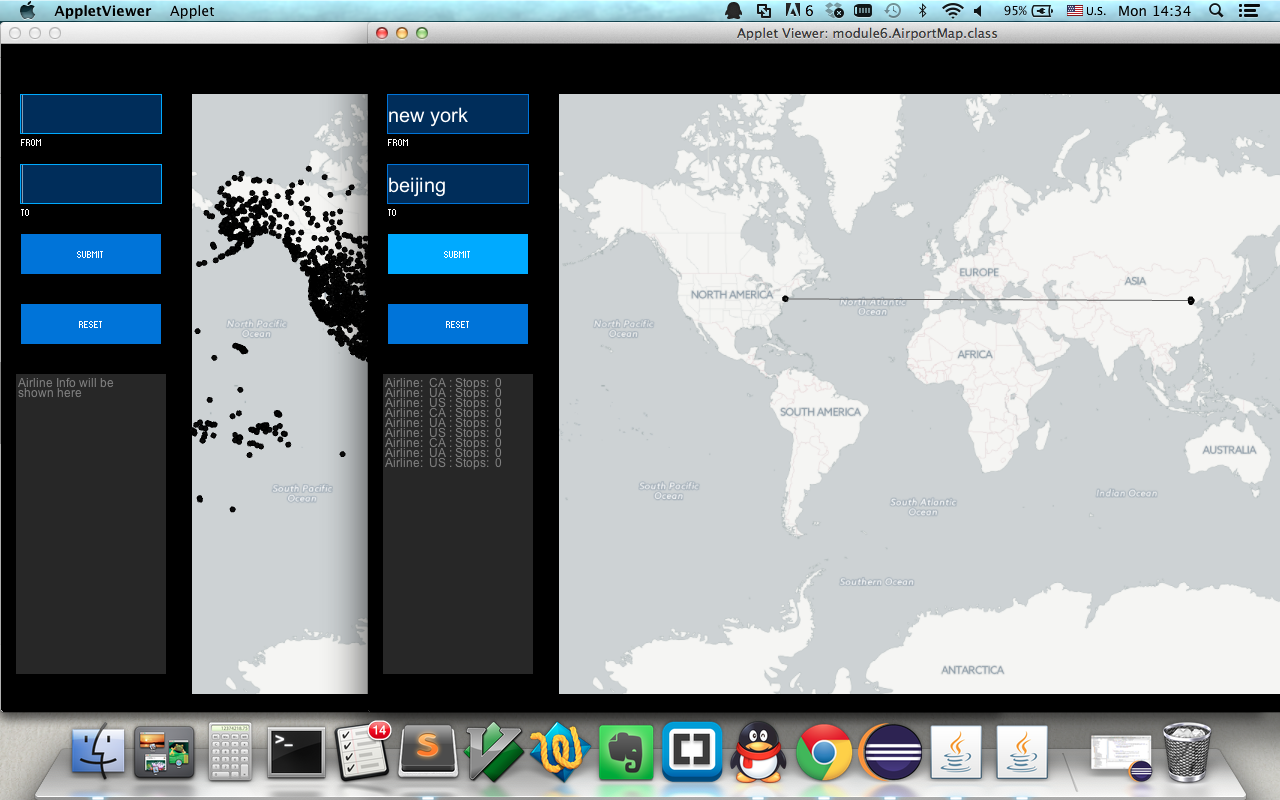 AppletViewer Applet
6
95%
U.S.
Mon 14:34
Applet Viewer: module6.AirportMap.class
FROM
TO
SUBMIT
RESET
Airline Info will be
shown here
North Pacific
Ocean
South Pacific
Ocean
new york
FROM
beijing
TO
SUBMIT
RESET
Airline: CA : Stops: 0
Airline: UA : Stops: 0
Airline: US : Stops: 0
Airline: CA : Stops: 0
Airline: UA : Stops: 0
Airline: US : Stops: 0
Airline: CA : Stops: 0
Airline: UA : Stops: 0
Airline: US : Stops: 0
EUROPE
ASIA
NORTH AMERICA
North Atlantic
Ocean
North Pacific
Ocean
AFRICA
SOUTH AMERICA
AUSTRALIA
South Pacific
Ocean
South Atlantic
Ocean
Indian Ocean
Southern Ocean
ANTARCTICA
14